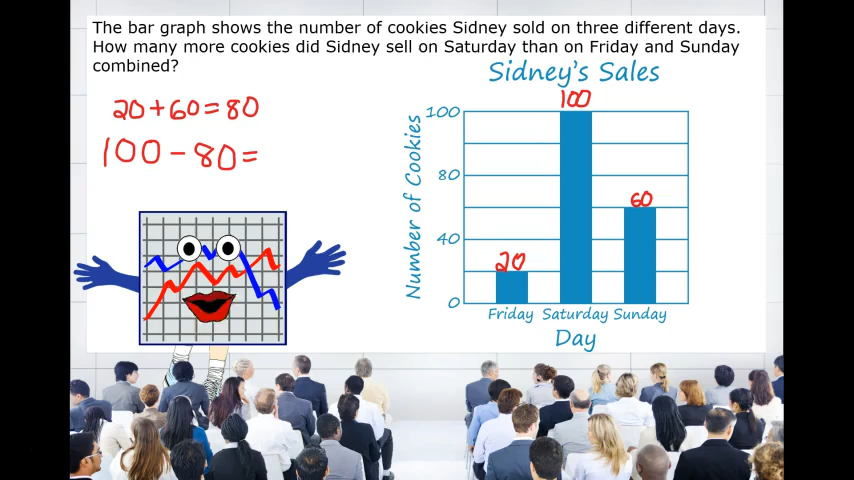 The bar graph shows the number of cookies Sidney sold on three different days.
How many more cookies did Sidney sell on Saturday than on Friday and Sunday
combined?
Sidney's Sales
20+60=80
100-80=
Number of Cookies
100
80
40
0
20
100
60
Friday Saturday Sunday
Day